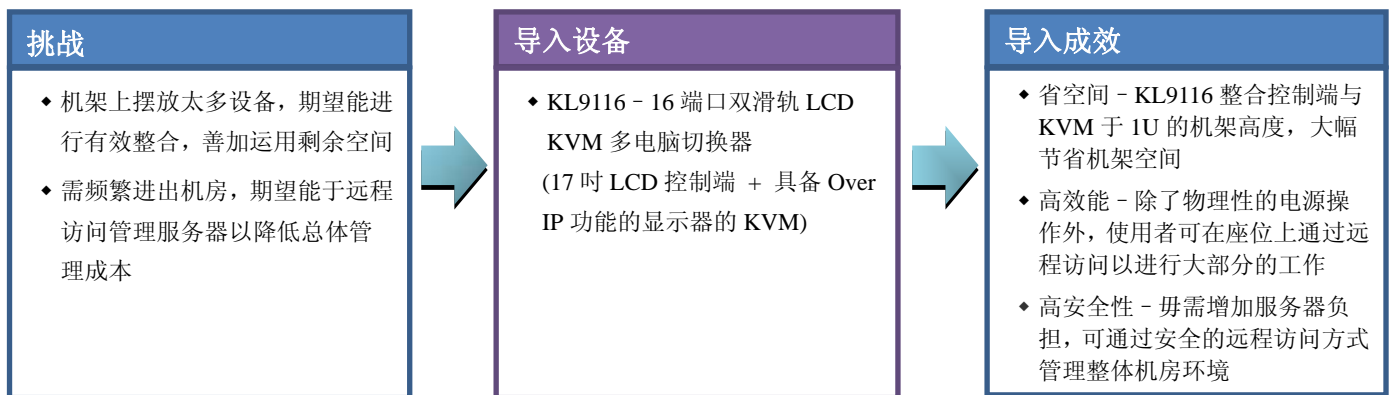 挑战
◆ 机架上摆放太多设备，期望能进
行有效整合，善加运用剩余空间
◆ 需频繁进出机房，期望能于远程
访问管理服务器以降低总体管
理成本
导入设备
◆ KL9116－16 端口双滑轨 LCD
KVM 多电脑切换器
(17 吋 LCD 控制端 + 具备 Over
IP 功能的显示器的 KVM)
导入成效
◆ 省空间－KL9116 整合控制端与
KVM 于 1U 的机架高度，大幅
节省机架空间
◆ 高效能－除了物理性的电源操
作外，使用者可在座位上通过远
程访问以进行大部分的工作
◆ 高安全性－毋需增加服务器负
担，可通过安全的远程访问方式
管理整体机房环境